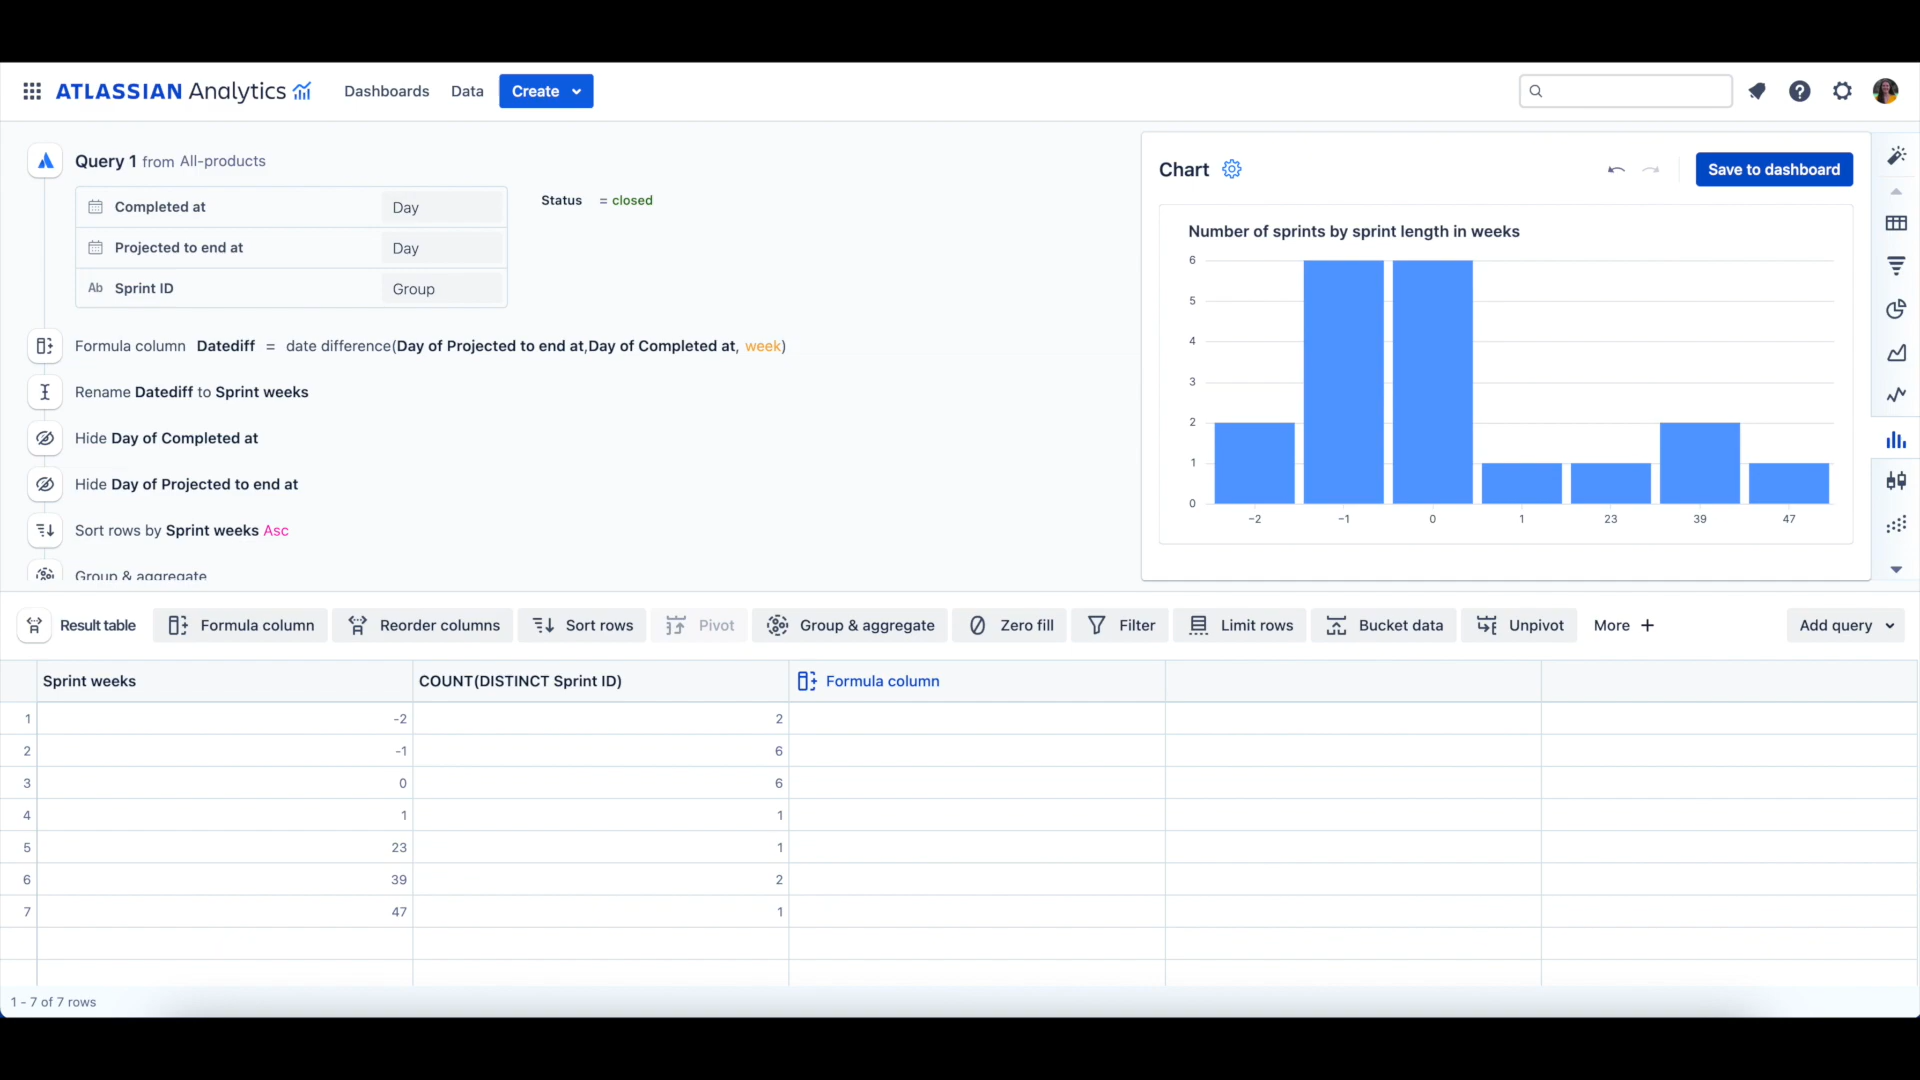 ATLASSIAN Analytics Dashboards Data Create
Query 1 from All-products
Completed at Day
Projected to end at Day
Ab Sprint ID Group
Status = closed
Formula column Datediff = date difference(Day of Projected to end at,Day of Completed at, week)
Rename Datediff to Sprint weeks
Hide Day of Completed at
Hide Day of Projected to end at
Sort rows by Sprint weeks Asc
Group & aggregate
Chart Save to dashboard
Number of sprints by sprint length in weeks
6
5
4
3
2
1
0
−2 −1 0 1 23 39 47
Result table Formula column Reorder columns Sort rows Pivot Group & aggregate Zero fill Filter Limit rows Bucket data Unpivot More + Add query
Sprint weeks COUNT(DISTINCT Sprint ID) Formula column
1 -2 2
2 -1 6
3 0 6
4 1 1
5 23 1
6 39 2
7 47 1
1 - 7 of 7 rows